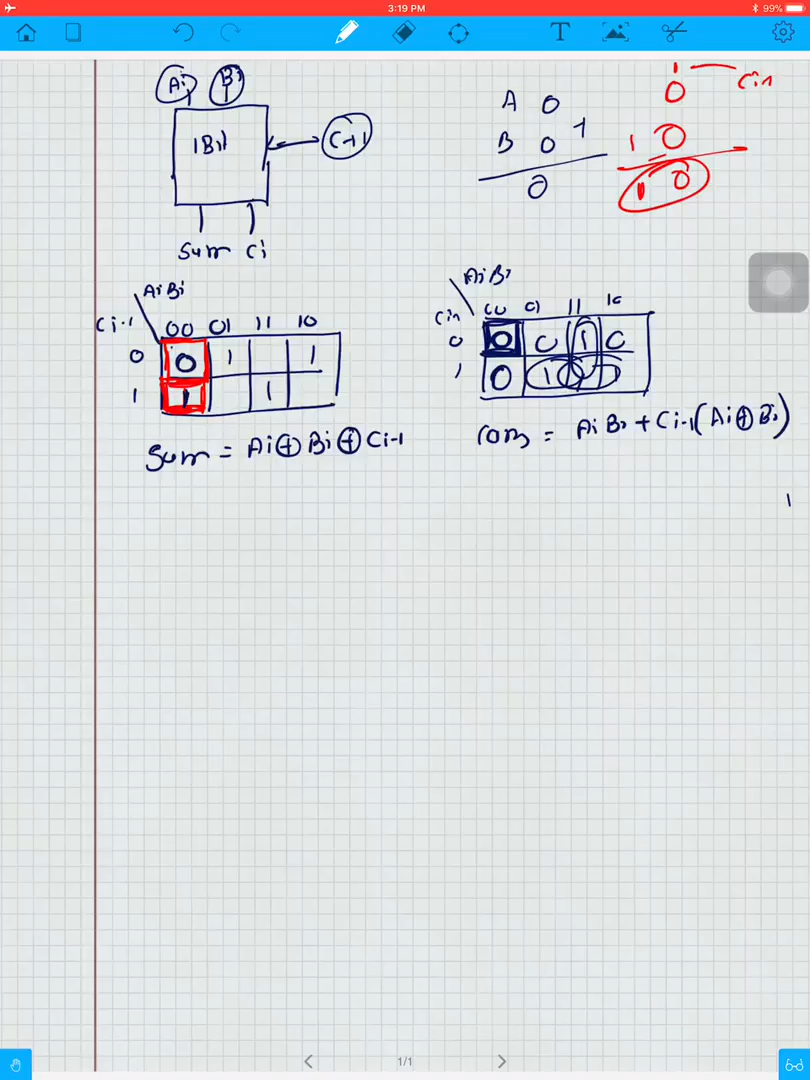 3:19 PM
99%
T
Ai Bi
1Bit
Ci-1
Sum Ci
A 0
B 0 +
0
1 Cin
0
1 0
1 0
Ai Bi
Ci-1 00 01 11 10
0 0 1 1
1 1 1
Sum = Ai ⊕ Bi ⊕ Ci-1
Ai Bi
Cin 00 01 11 10
0 0 0 1 0
1 0 1 1 1
= Ai Bi + Ci-1 (Ai ⊕ Bi)
1
1/1